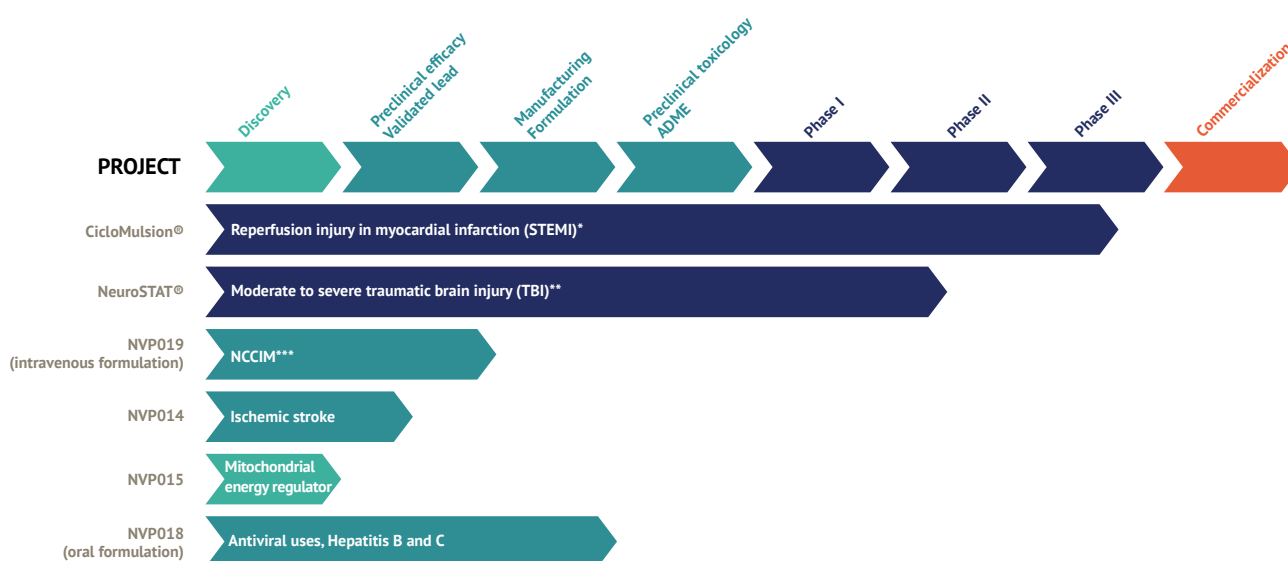 Discovery
Preclinical efficacy
Validated lead
Manufacturing
Formulation
Preclinical toxicology
ADME
Phase I
Phase II
Phase III
Commercialization
PROJECT
CicloMulsion®
Reperfusion injury in myocardial infarction (STEMI)*
NeuroSTAT®
Moderate to severe traumatic brain injury (TBI)**
NVP019
(intravenous formulation)
NCCIM***
NVP014
Ischemic stroke
NVP015
Mitochondrial
energy regulator
NVP018
(oral formulation)
Antiviral uses, Hepatitis B and C